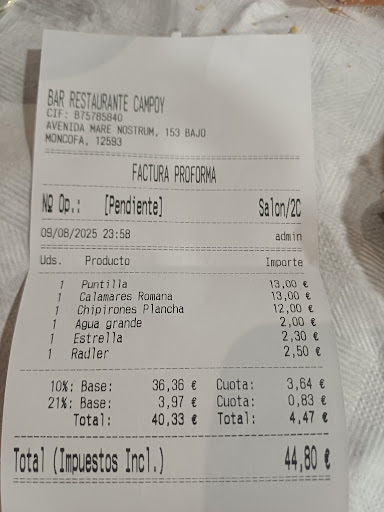 BAR RESTAURANTE CAMPOY
CIF: B75785840
AVENIDA MARE NOSTRUM, 153 BAJO
MONCOFA, 12593
FACTURA PROFORMA
Nº Op.: [Pendiente] Salon/2C
09/08/2025 23:58 admin
Uds. Producto Importe
1 Puntilla 13,00 €
1 Calamares Romana 13,00 €
1 Chipirones Plancha 12,00 €
1 Agua grande 2,00 €
1 Estrella 2,30 €
1 Radler 2,50 €
10%: Base: 36,36 € Cuota: 3,64 €
21%: Base: 3,97 € Cuota: 0,83 €
Total: 40,33 € Total: 4,47 €
Total (Impuestos Incl.) 44,80 €